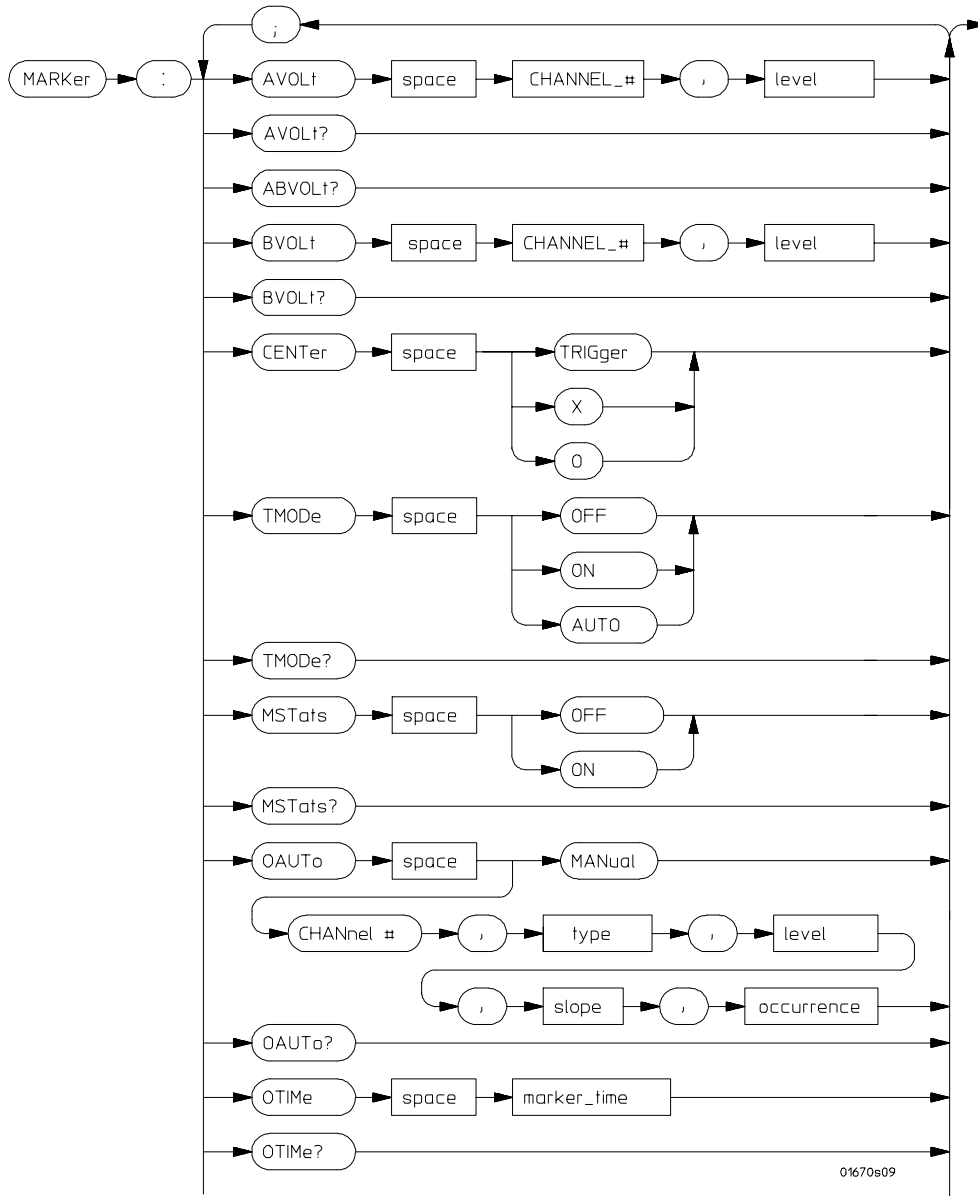 ;
MARKer : AVOLt space CHANNEL_# , level
AVOLt?
ABVOLt?
BVOLt space CHANNEL_# , level
BVOLt?
CENTer space TRIGger
X
O
TMODe space OFF
ON
AUTO
TMODe?
MSTats space OFF
ON
MSTats?
OAUTo space MANual
CHANnel # , type , level
, slope , occurrence
OAUTo?
OTIMe space marker_time
OTIMe?
01670s09